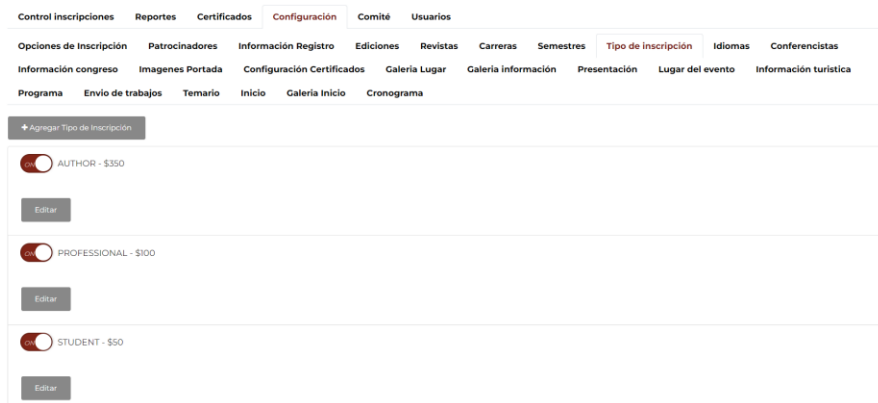 Control inscripciones Reportes Certificados Configuración Comité Usuarios
Opciones de Inscripción Patrocinadores Información Registro Ediciones Revistas Carreras Semestres Tipo de inscripción Idiomas Conferencistas
Información congreso Imagenes Portada Configuración Certificados Galeria Lugar Galeria información Presentación Lugar del evento Información turistica
Programa Envio de trabajos Temario Inicio Galeria Inicio Cronograma
+ Agregar Tipo de Inscripción
ON AUTHOR - $350
Editar
ON PROFESSIONAL - $100
Editar
ON STUDENT - $50
Editar